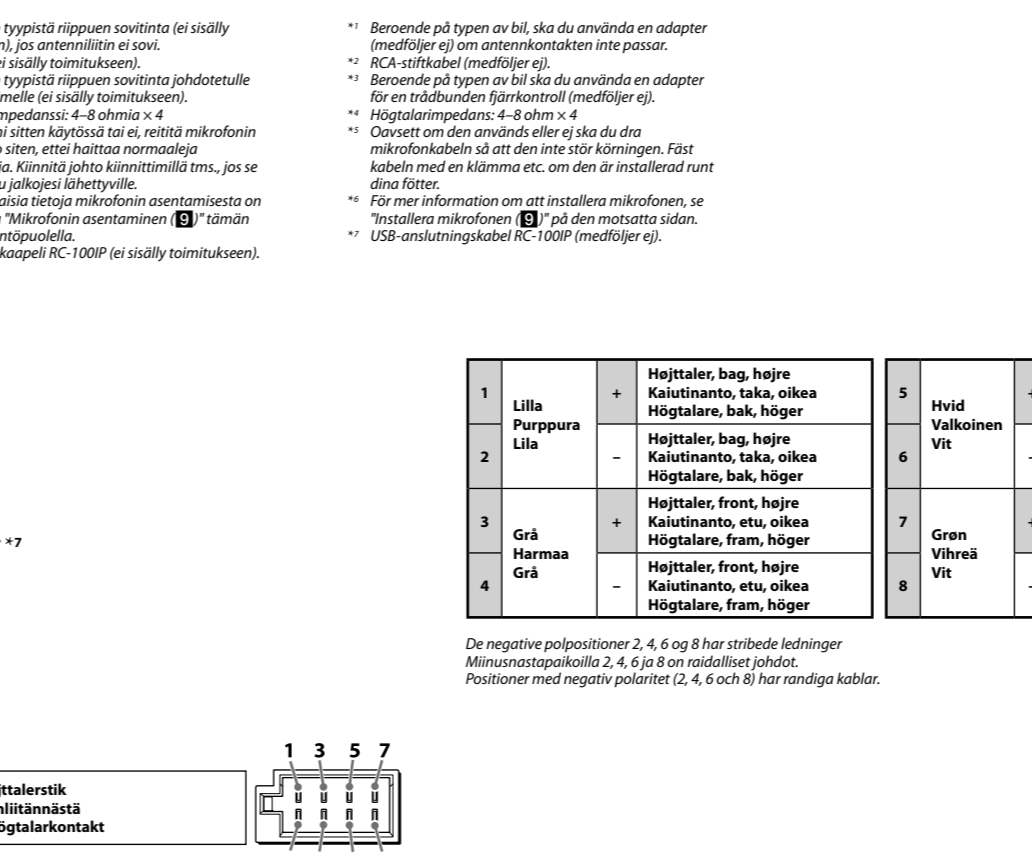 tyypistä riippuen sovitinta (ei sisälly
jos antenniliitin ei sovi.
sisälly toimitukseen).
tyypistä riippuen sovitinta johdotetulle
(ei sisälly toimitukseen).
4–8 ohmia × 4
sitten käytössä tai ei, reititä mikrofonin
siten, ettei haittaa normaaleja
Kiinnitä johto kiinnittimillä tms., jos se
jalkojesi lähettyville.
tietoja mikrofonin asentamisesta on
"Mikrofonin asentaminen (9)" tämän
RC-100IP (ei sisälly toimitukseen).
*1 Beroende på typen av bil, ska du använda en adapter
(medföljer ej) om antennkontakten inte passar.
*2 RCA-stiftkabel (medföljer ej).
*3 Beroende på typen av bil ska du använda en adapter
för en trådbunden fjärrkontroll (medföljer ej).
*4 Högtalarimpedans: 4–8 ohm × 4
*5 Oavsett om den används eller ej ska du dra
mikrofonkabeln så att den inte stör körningen. Fäst
kabeln med en klämma etc. om den är installerad runt
dina fötter.
*6 För mer information om att installera mikrofonen, se
"Installera mikrofonen (9)" på den motsatta sidan.
*7 USB-anslutningskabel RC-100IP (medföljer ej).
*7
1
Lilla
Purppura
Lila
+
Højttaler, bag, højre
Kaiutinanto, taka, oikea
Högtalare, bak, höger
2
–
Højttaler, bag, højre
Kaiutinanto, taka, oikea
Högtalare, bak, höger
3
Grå
Harmaa
Grå
+
Højttaler, front, højre
Kaiutinanto, etu, oikea
Högtalare, fram, höger
4
–
Højttaler, front, højre
Kaiutinanto, etu, oikea
Högtalare, fram, höger
5
Hvid
Valkoinen
Vit
+
6
–
7
Grøn
Vihreä
Vit
+
8
–
De negative polpositioner 2, 4, 6 og 8 har stribede ledninger
Miinusnastapaikoilla 2, 4, 6 ja 8 on raidalliset johdot.
Positioner med negativ polaritet (2, 4, 6 och 8) har randiga kablar.
1 3 5 7